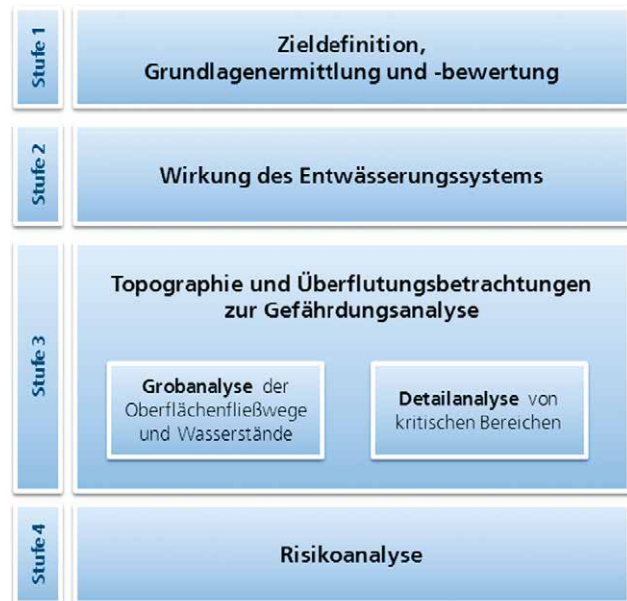 Stufe 1
Zieldefinition,
Grundlagenermittlung und -bewertung
Stufe 2
Wirkung des Entwässerungssystems
Stufe 3
Topographie und Überflutungsbetrachtungen
zur Gefährdungsanalyse
Grobanalyse der
Oberflächenfließwege
und Wasserstände
Detailanalyse von
kritischen Bereichen
Stufe 4
Risikoanalyse